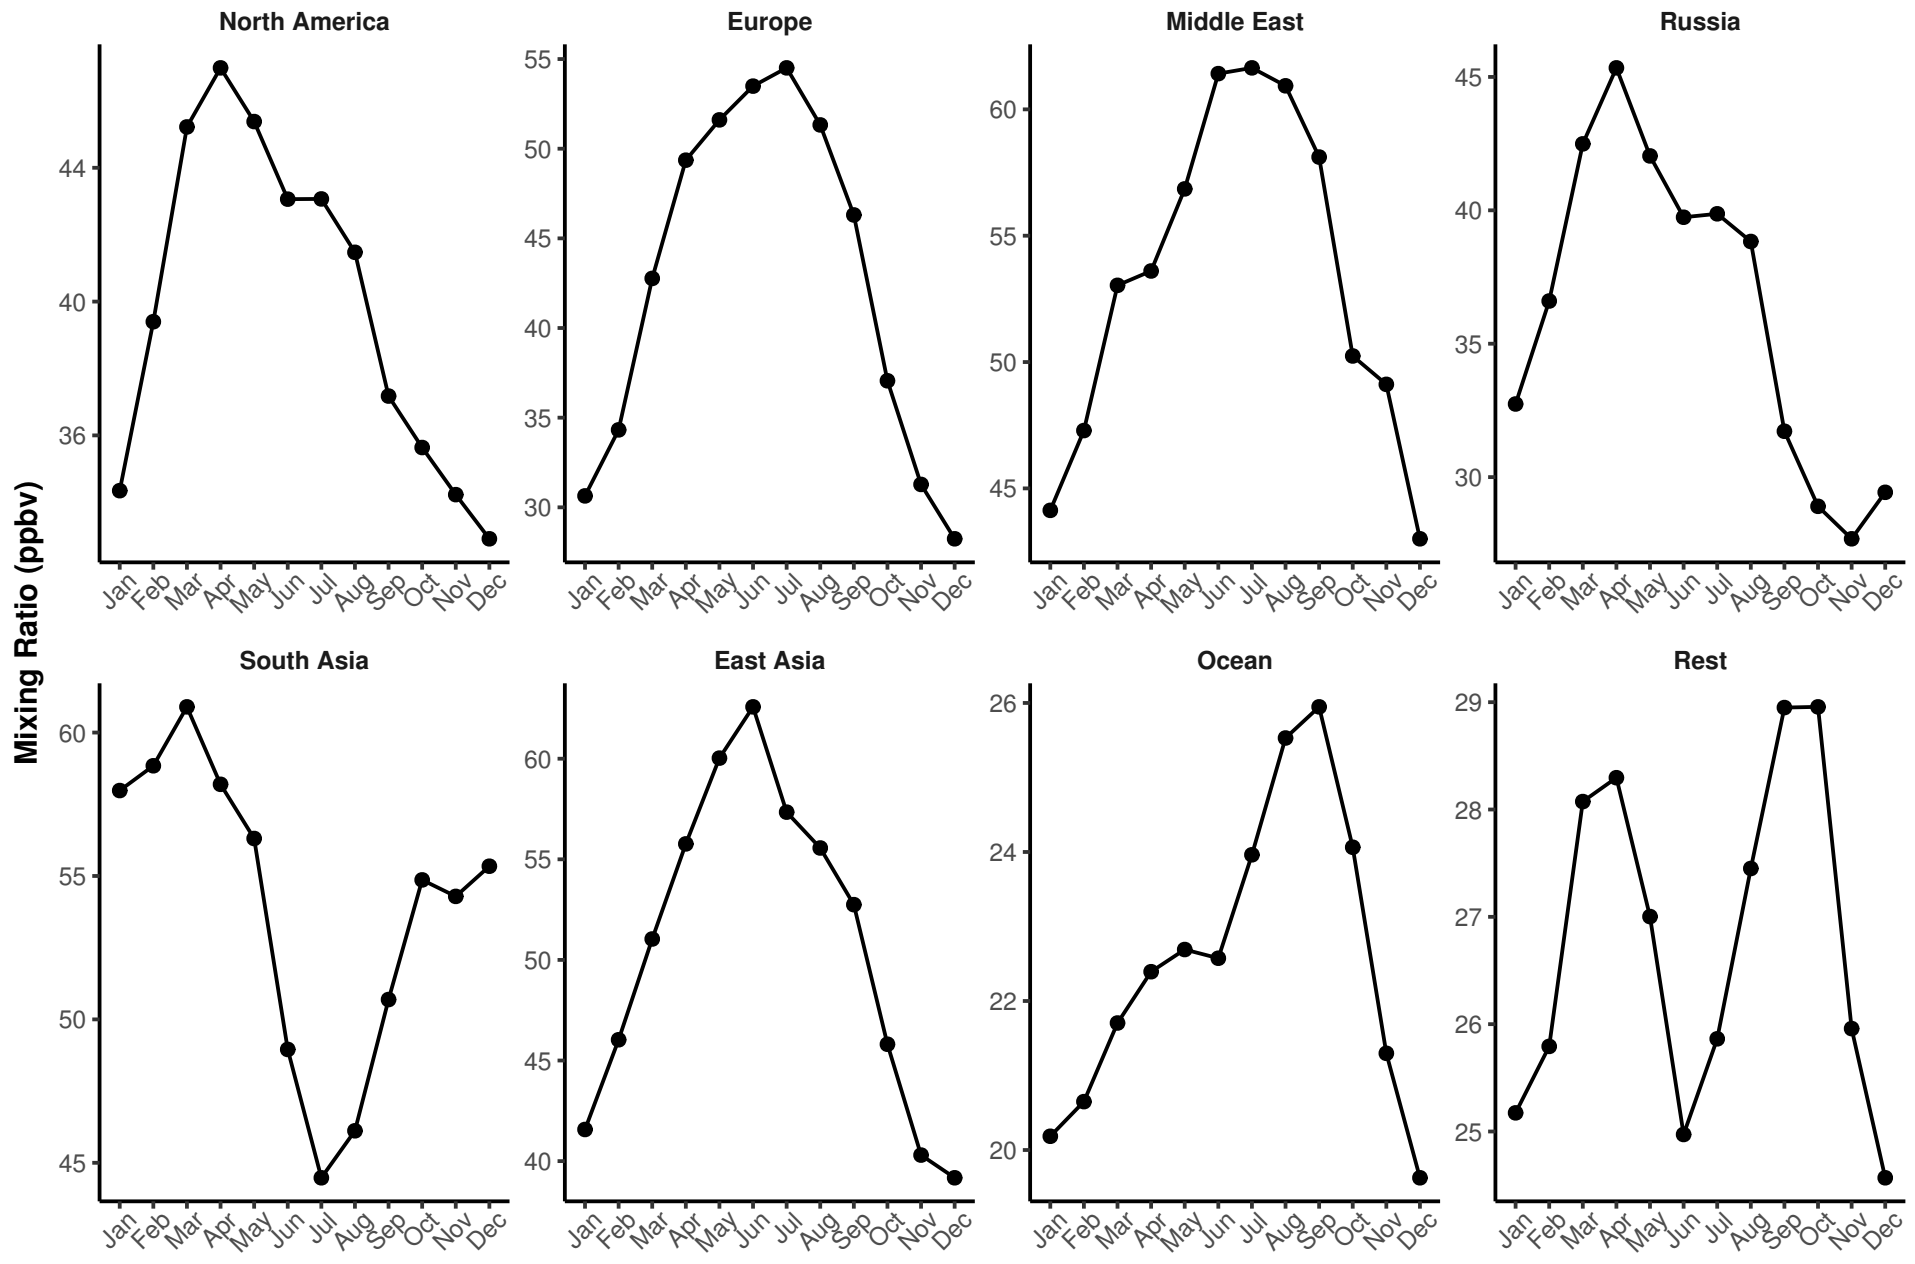 Mixing Ratio (ppbv)
North America
44
40
36
Jan Feb Mar Apr May Jun Jul Aug Sep Oct Nov Dec
Europe
55
50
45
40
35
30
Jan Feb Mar Apr May Jun Jul Aug Sep Oct Nov Dec
Middle East
60
55
50
45
Jan Feb Mar Apr May Jun Jul Aug Sep Oct Nov Dec
Russia
45
40
35
30
Jan Feb Mar Apr May Jun Jul Aug Sep Oct Nov Dec
South Asia
60
55
50
45
Jan Feb Mar Apr May Jun Jul Aug Sep Oct Nov Dec
East Asia
60
55
50
45
40
Jan Feb Mar Apr May Jun Jul Aug Sep Oct Nov Dec
Ocean
26
24
22
20
Jan Feb Mar Apr May Jun Jul Aug Sep Oct Nov Dec
Rest
29
28
27
26
25
Jan Feb Mar Apr May Jun Jul Aug Sep Oct Nov Dec